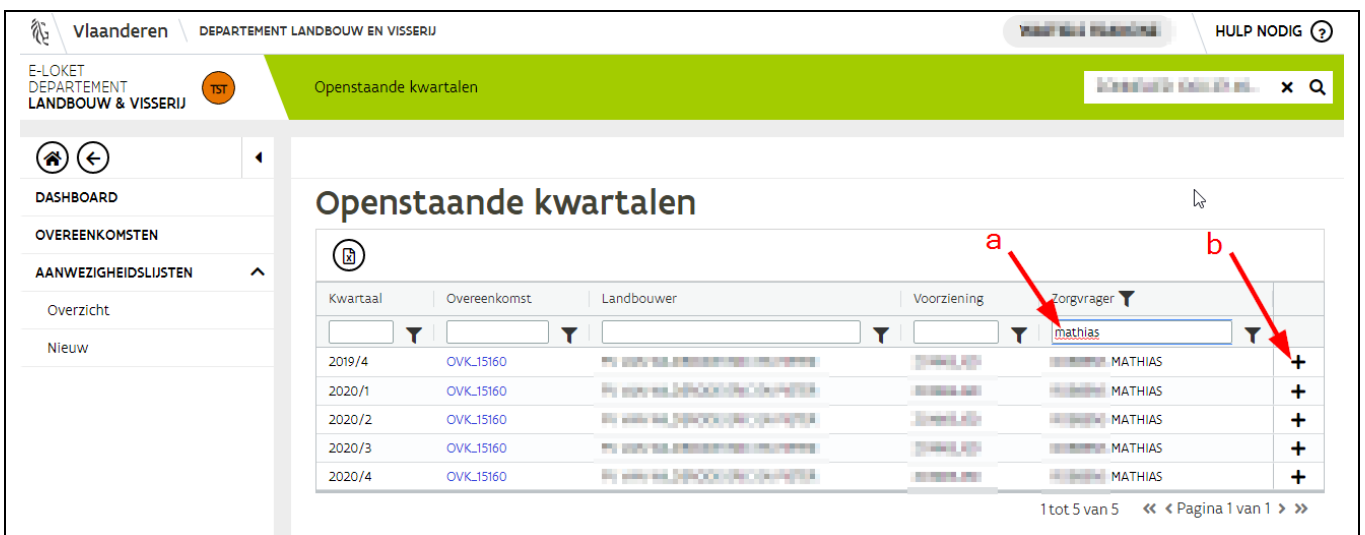 Vlaanderen DEPARTEMENT LANDBOUW EN VISSERIJ HULP NODIG ?
E-LOKET
DEPARTEMENT
LANDBOUW & VISSERIJ
TST
Openstaande kwartalen
DASHBOARD
OVEREENKOMSTEN
AANWEZIGHEIDSLIJSTEN
Overzicht
Nieuw
Openstaande kwartalen
a b
Kwartaal Overeenkomst Landbouwer Voorziening Zorgvrager
mathias
2019/4 OVK_15160 MATHIAS +
2020/1 OVK_15160 MATHIAS +
2020/2 OVK_15160 MATHIAS +
2020/3 OVK_15160 MATHIAS +
2020/4 OVK_15160 MATHIAS +
1 tot 5 van 5 « < Pagina 1 van 1 > »